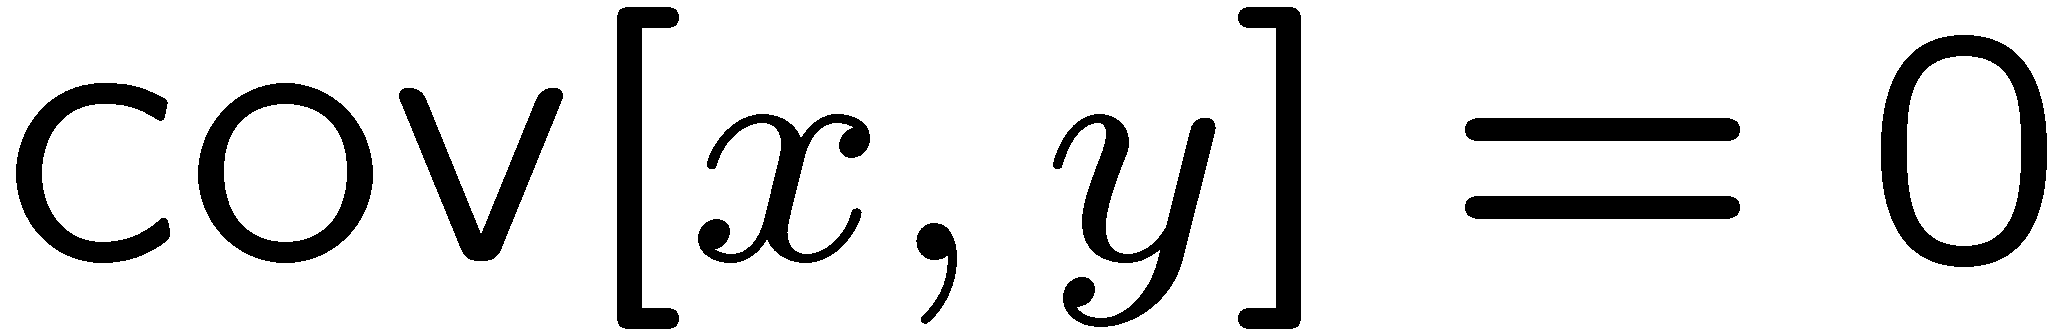 cov[x, y] = 0